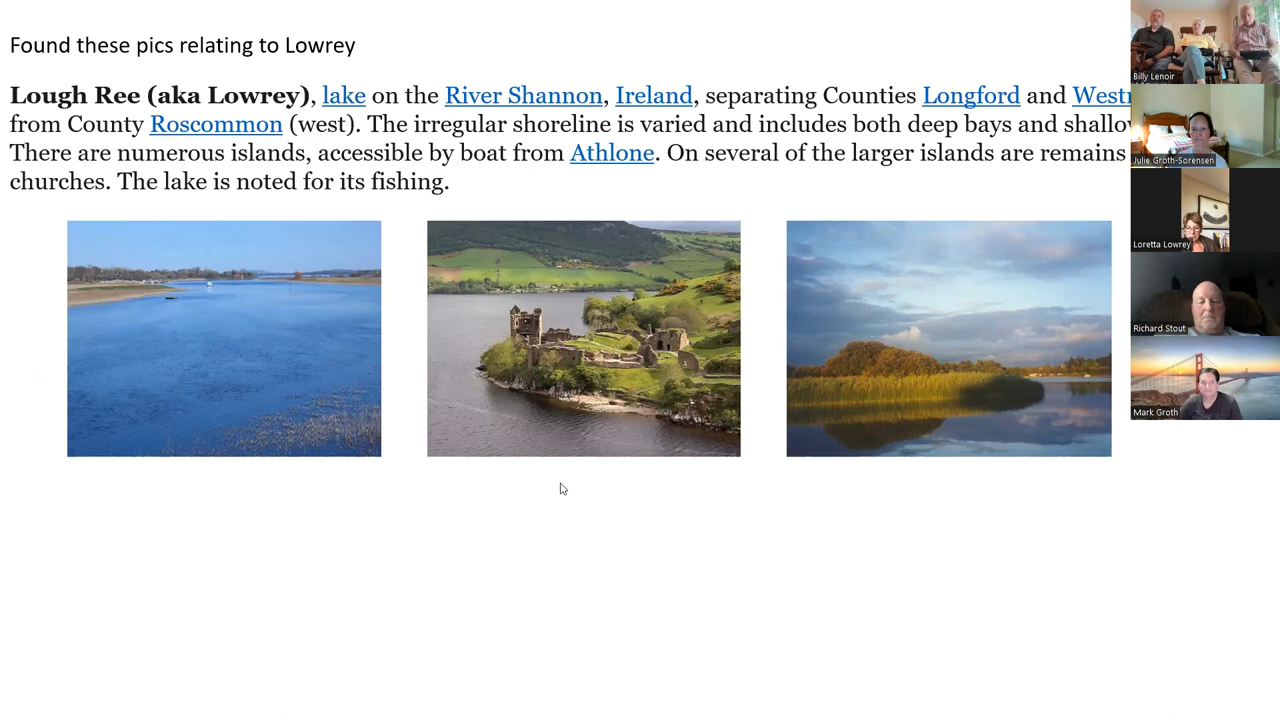 Found these pics relating to Lowrey
Lough Ree (aka Lowrey), lake on the River Shannon, Ireland, separating Counties Longford and
from County Roscommon (west). The irregular shoreline is varied and includes both deep bays and
There are numerous islands, accessible by boat from Athlone. On several of the larger islands are remains
churches. The lake is noted for its fishing.
Billy Lenoir
Julie Groth-Sorensen
Loretta Lowrey
Richard Stout
Mark Groth